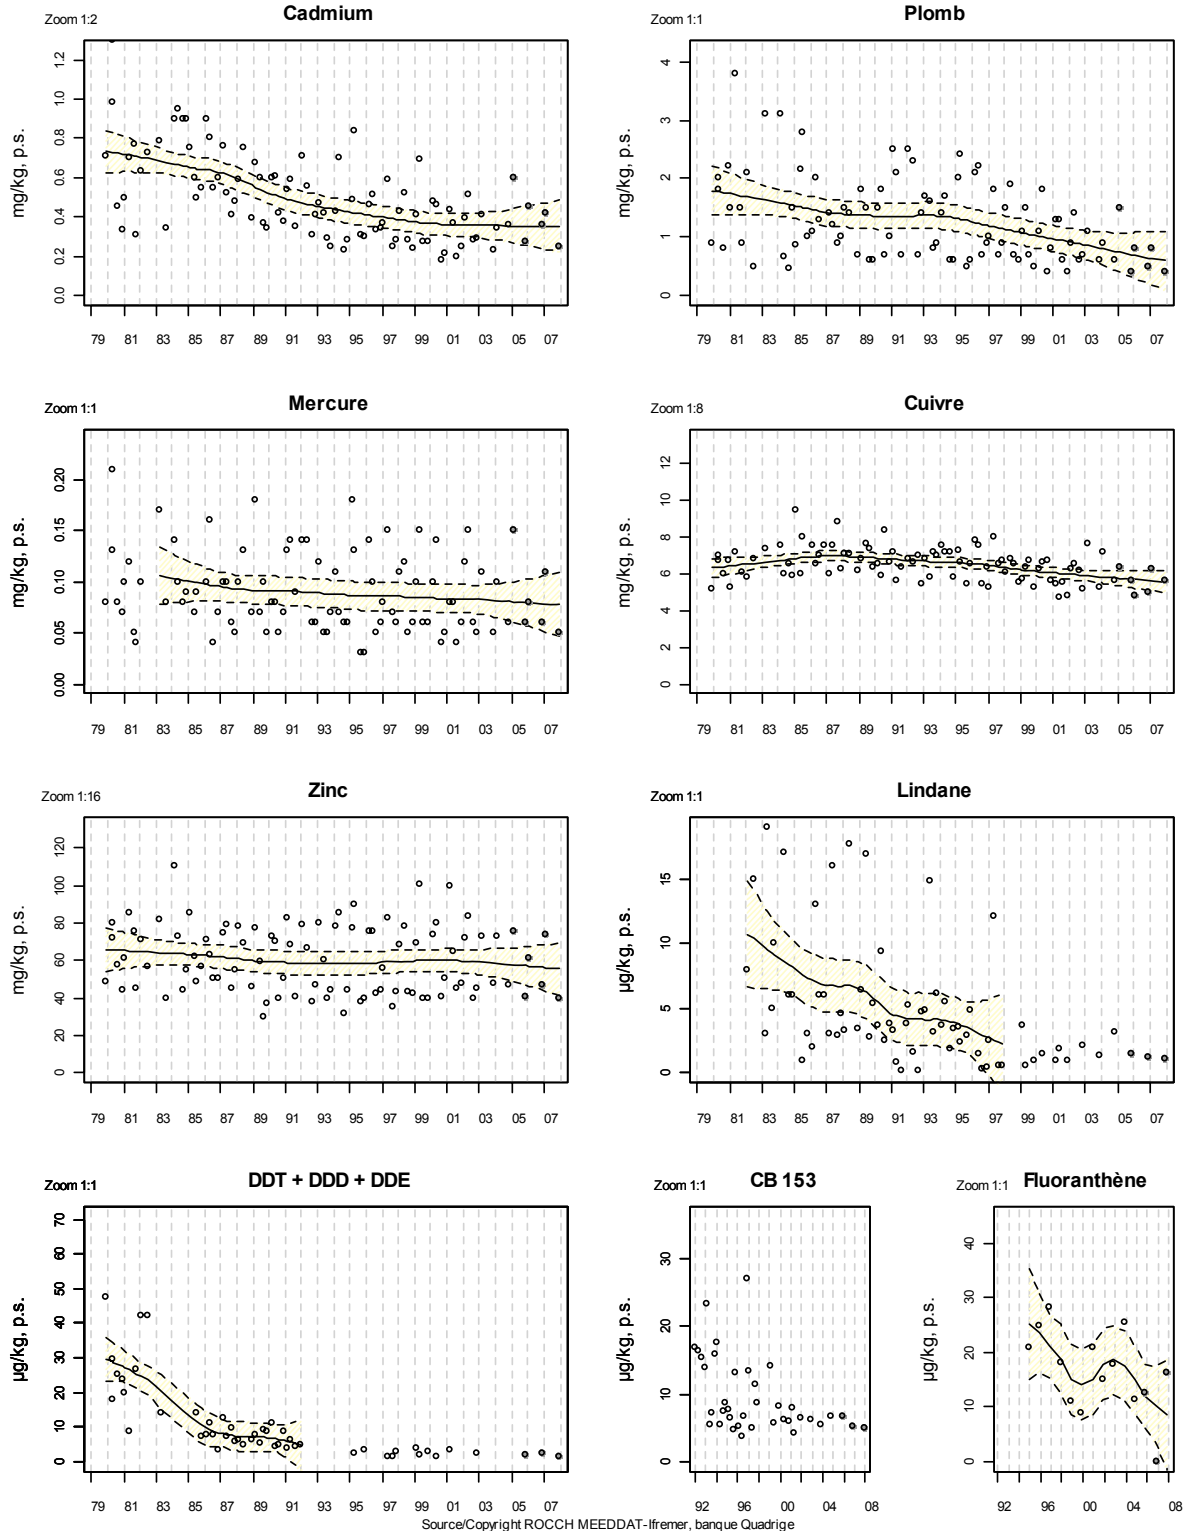 Zoom 1:2 Cadmium Zoom 1:1 Plomb
mg/kg, p.s.
0.0 0.2 0.4 0.6 0.8 1.0 1.2
79 81 83 85 87 89 91 93 95 97 99 01 03 05 07
mg/kg, p.s.
0 1 2 3 4
79 81 83 85 87 89 91 93 95 97 99 01 03 05 07
Zoom 1:1 Mercure Zoom 1:8 Cuivre
mg/kg, p.s.
0.00 0.05 0.10 0.15 0.20
79 81 83 85 87 89 91 93 95 97 99 01 03 05 07
mg/kg, p.s.
0 2 4 6 8 10 12
79 81 83 85 87 89 91 93 95 97 99 01 03 05 07
Zoom 1:16 Zinc Zoom 1:1 Lindane
mg/kg, p.s.
0 20 40 60 80 100 120
79 81 83 85 87 89 91 93 95 97 99 01 03 05 07
µg/kg, p.s.
0 5 10 15
79 81 83 85 87 89 91 93 95 97 99 01 03 05 07
Zoom 1:1 DDT + DDD + DDE Zoom 1:1 CB 153 Zoom 1:1 Fluoranthène
µg/kg, p.s.
0 10 20 30 40 50 60 70
79 81 83 85 87 89 91 93 95 97 99 01 03 05 07
µg/kg, p.s.
0 10 20 30
92 96 00 04 08
µg/kg, p.s.
0 10 20 30 40
92 96 00 04 08
Source/Copyright ROCCH MEEDDAT-Ifremer, banque Quadrige